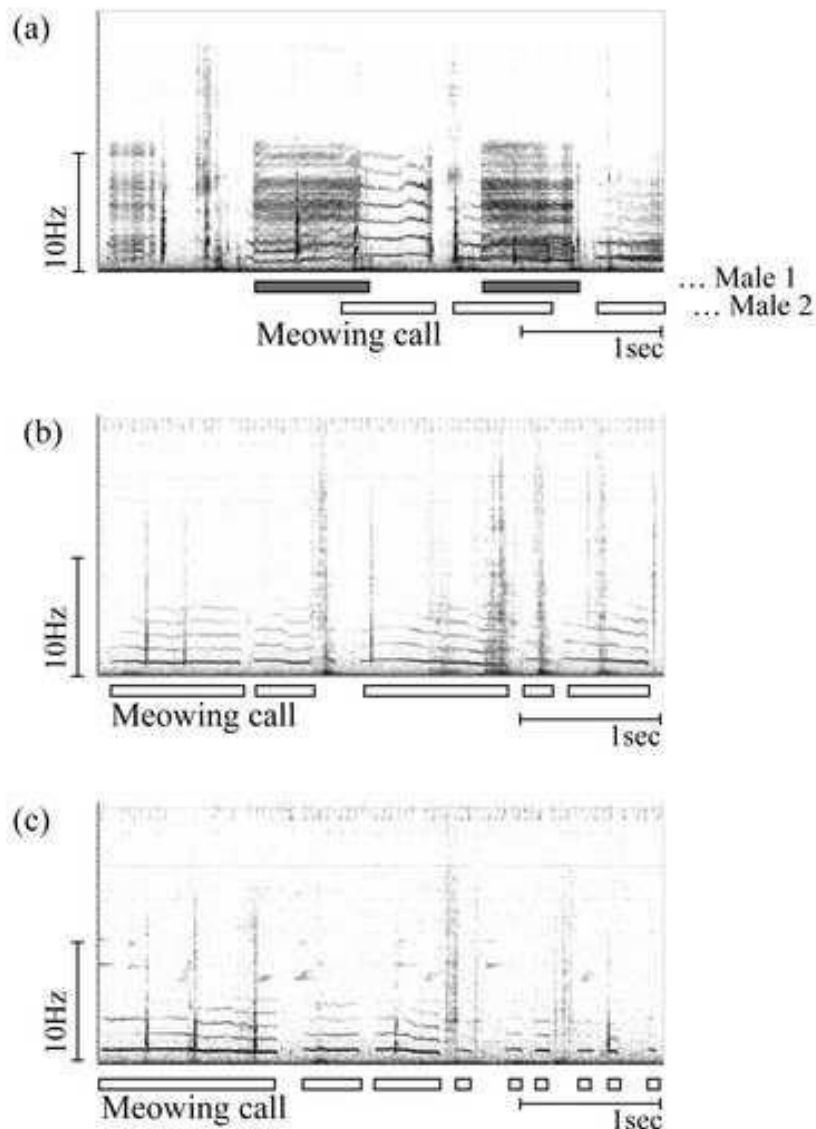 (a)
10Hz
... Male 1
... Male 2
Meowing call
1sec
(b)
10Hz
Meowing call
1sec
(c)
10Hz
Meowing call
1sec